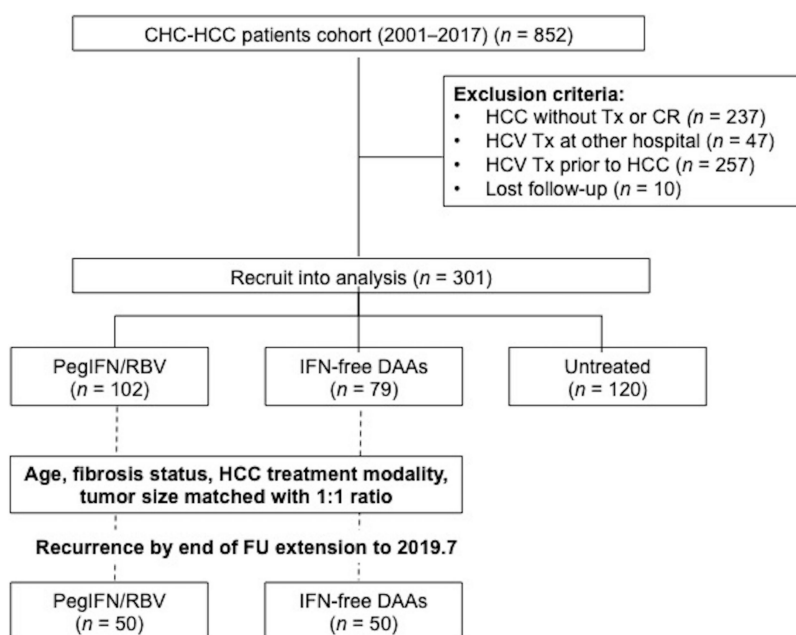 CHC-HCC patients cohort (2001–2017) (n = 852)
Exclusion criteria:
• HCC without Tx or CR (n = 237)
• HCV Tx at other hospital (n = 47)
• HCV Tx prior to HCC (n = 257)
• Lost follow-up (n = 10)
Recruit into analysis (n = 301)
PegIFN/RBV
(n = 102)
IFN-free DAAs
(n = 79)
Untreated
(n = 120)
Age, fibrosis status, HCC treatment modality,
tumor size matched with 1:1 ratio
Recurrence by end of FU extension to 2019.7
PegIFN/RBV
(n = 50)
IFN-free DAAs
(n = 50)